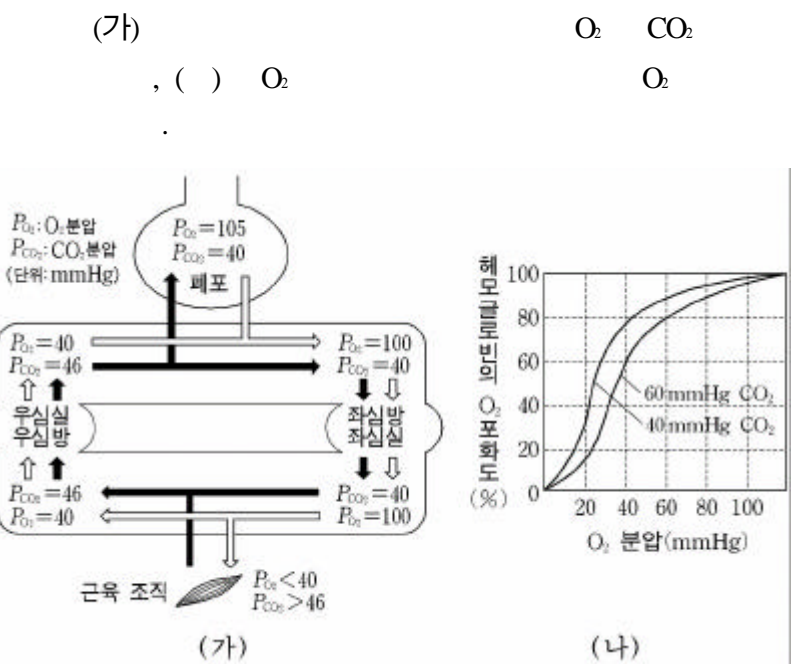 (가) O₂ CO₂
, ( ) O₂ O₂
.
P_O₂: O₂ 분압
P_CO₂: CO₂ 분압
(단위: mmHg)
P_O₂=105
P_CO₂=40
폐포
P_O₂=40
P_CO₂=46
P_O₂=100
P_CO₂=40
우심실
우심방
좌심방
좌심실
P_CO₂=46
P_O₂=40
P_CO₂=40
P_O₂=100
근육 조직
P_O₂<40
P_CO₂>46
(가)
헤모글로빈의 O₂ 포화도
(%)
100
80
60
40
20
0
60mmHg CO₂
40mmHg CO₂
20 40 60 80 100
O₂ 분압(mmHg)
(나)